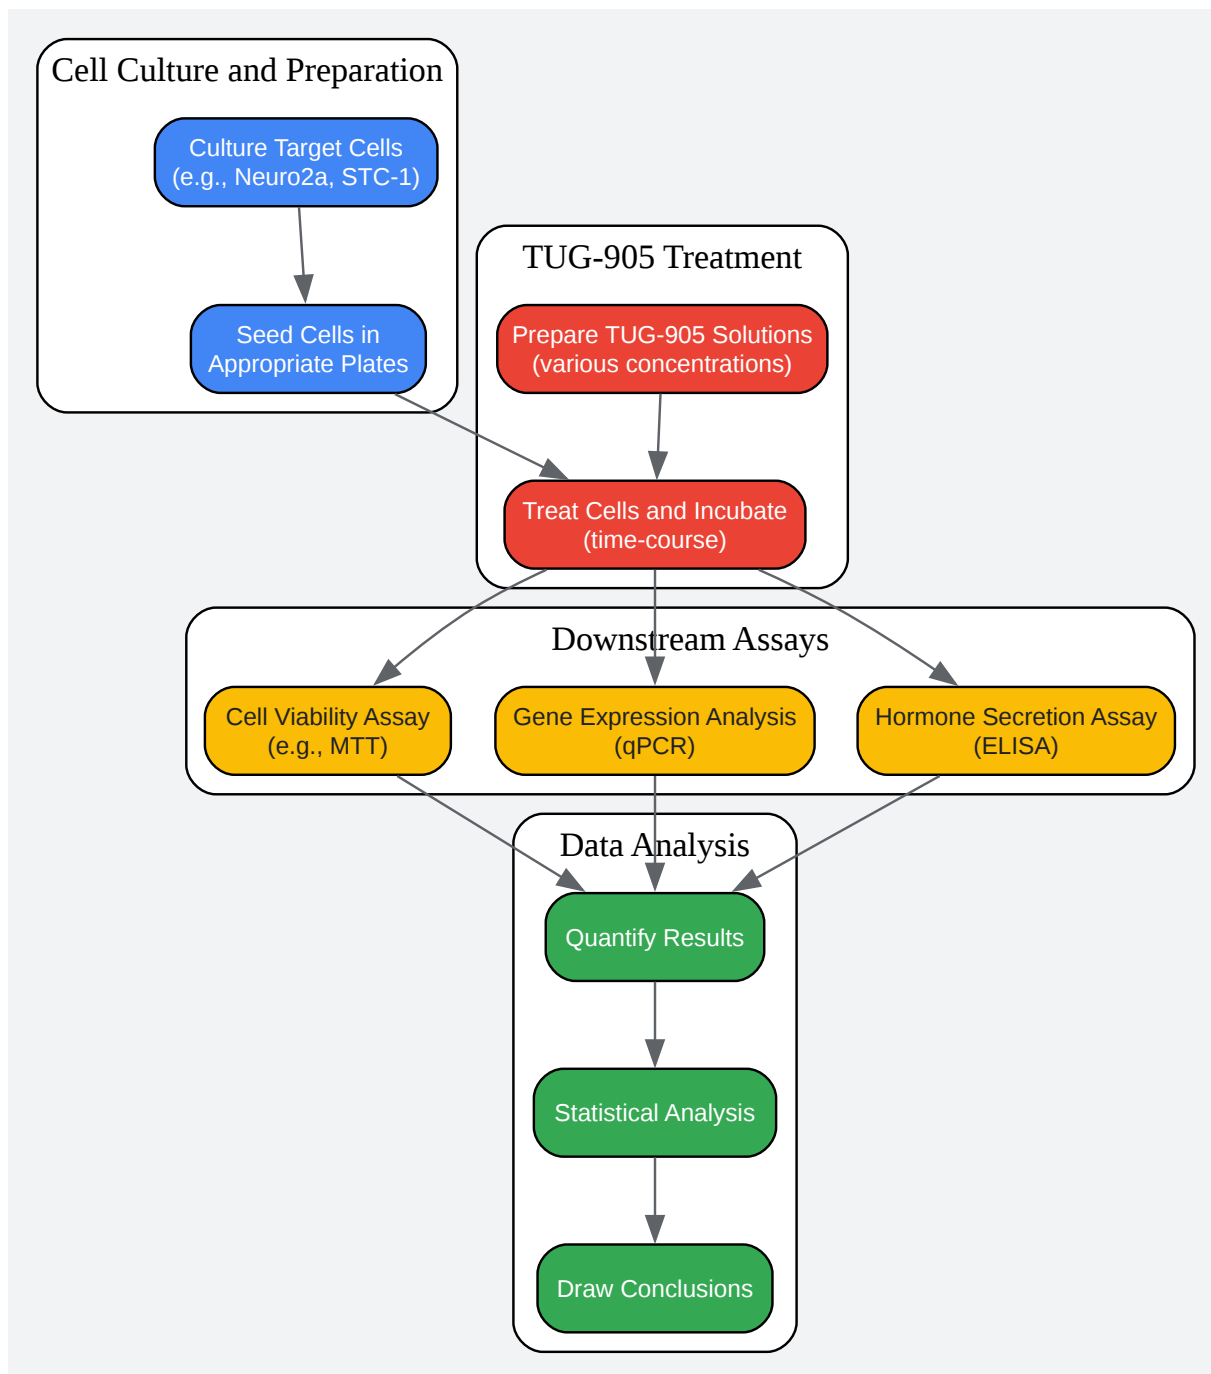 Cell Culture and Preparation
Culture Target Cells
(e.g., Neuro2a, STC-1)
Seed Cells in
Appropriate Plates
TUG-905 Treatment
Prepare TUG-905 Solutions
(various concentrations)
Treat Cells and Incubate
(time-course)
Downstream Assays
Cell Viability Assay
(e.g., MTT)
Gene Expression Analysis
(qPCR)
Hormone Secretion Assay
(ELISA)
Data Analysis
Quantify Results
Statistical Analysis
Draw Conclusions